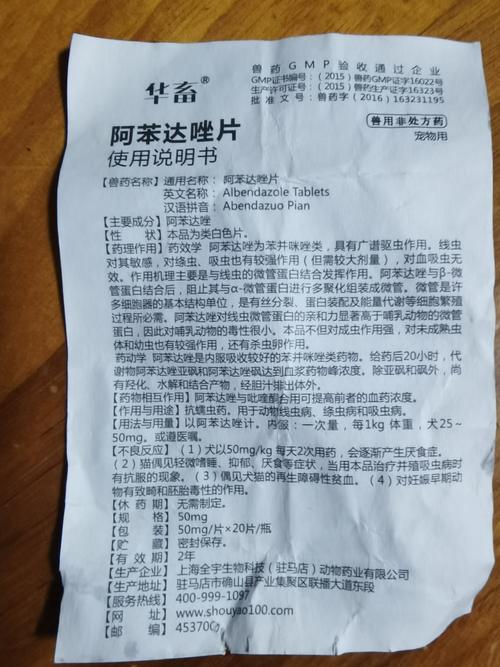 华畜®
兽药GMP验收通过企业
GMP证书编号：（2015）兽药GMP证字16022号
生产许可证号：（2015）兽药生产证字16323号
批准文号：兽药字（2016）163231195
兽用非处方药
宠物用
阿苯达唑片
使用说明书
【兽药名称】通用名称：阿苯达唑片
英文名称：Albendazole Tablets
汉语拼音：Abendazuo Pian
【主要成分】阿苯达唑
【性 状】本品为类白色片。
【药理作用】药效学 阿苯达唑为苯并咪唑类，具有广谱驱虫作用。线虫
对其敏感，对绦虫、吸虫也有较强作用（但需较大剂量），对血吸虫无
效。作用机理主要是与线虫的微管蛋白结合发挥作用。阿苯达唑与β-微
管蛋白结合后，阻止其与α-微管蛋白进行多聚化组装成微管。微管是许
多细胞器的基本结构单位，是有丝分裂、蛋白装配及能量代谢等细胞繁殖
过程所必需。阿苯达唑对线虫微管蛋白的亲和力显著高于哺乳动物的微管
蛋白，因此对哺乳动物的毒性很小。本品不但对成虫作用强，对未成熟虫
体和幼虫也有较强作用，还有杀虫卵作用。
药动学 阿苯达唑是内服吸收较好的苯并咪唑类药物。给药后20小时，代
谢物阿苯达唑亚砜和阿苯达唑砜达到血浆药物峰浓度。除亚砜和砜外，尚
有羟化、水解和结合产物，经胆汁排出体外。
【药物相互作用】阿苯达唑与吡喹酮合用可提高前者的血药浓度。
【作用与用途】抗蠕虫药。用于动物线虫病、绦虫病和吸虫病。
【用法与用量】以阿苯达唑计。内服：一次量，每1kg 体重，犬25～
50mg。或遵医嘱。
【不良反应】（1）犬以50mg/kg 每天2次用药，会逐渐产生厌食症。
（2）猫偶见轻微嗜睡、抑郁、厌食等症状，当用本品治疗并殖吸虫病时
有抗服的现象。（3）偶见犬猫的再生障碍性贫血。（4）对妊娠早期动
物有致畸和胚胎毒性的作用。
【休 药 期】无需制定。
【规 格】50mg
【包 装】50mg/片×20片/瓶
【贮 藏】密封保存。
【有 效 期】2年
【生产企业】上海全宇生物科技（驻马店）动物药业有限公司
【生产地址】驻马店市确山县产业集聚区联播大道东段
【服务热线】400-999-1097
【网 址】www.shouyao100.com
【邮 编】453700